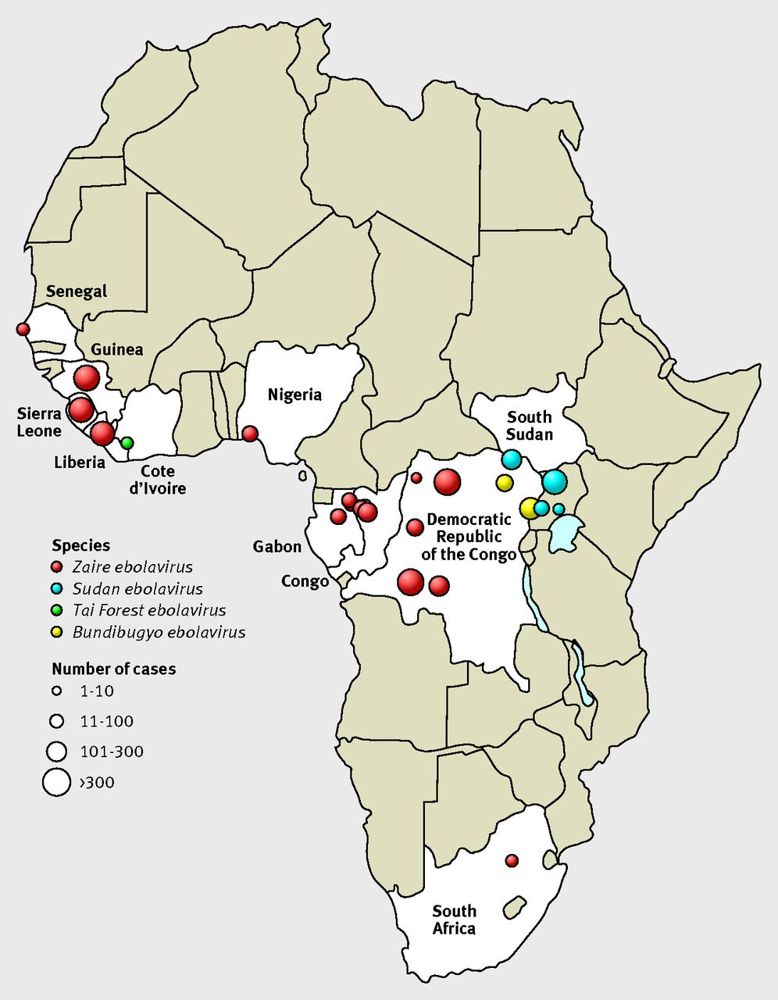 Senegal
Guinea
Nigeria
Sierra
Leone
South
Sudan
Liberia
Cote
d'Ivoire
Democratic
Republic
of the Congo
Gabon
Congo
Species
Zaire ebolavirus
Sudan ebolavirus
Tai Forest ebolavirus
Bundibugyo ebolavirus
Number of cases
1-10
11-100
101-300
>300
South
Africa